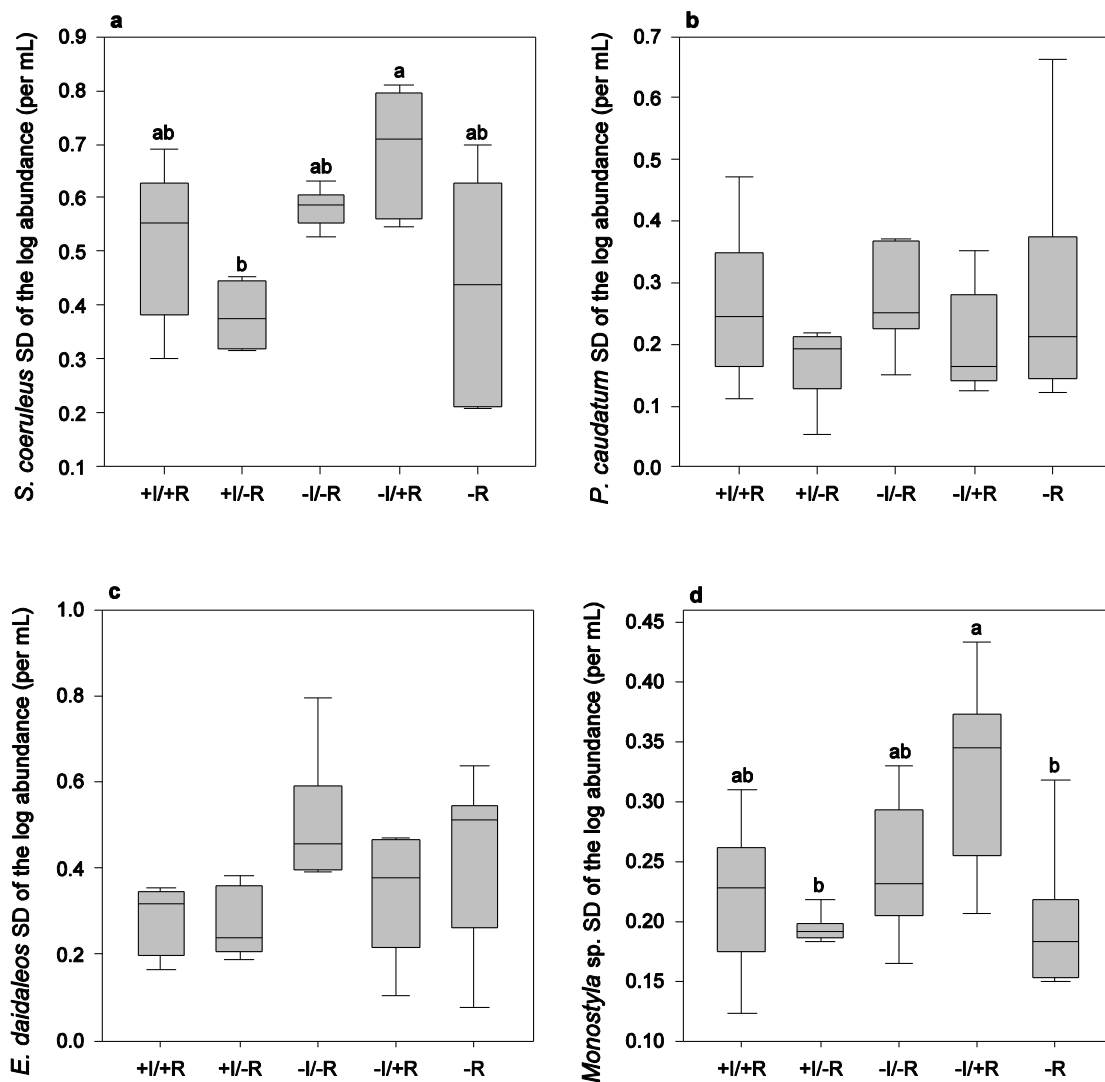 a
S. coeruleus SD of the log abundance (per mL)
0.9
0.8
0.7
0.6
0.5
0.4
0.3
0.2
0.1
ab
b
ab
a
ab
+I/+R
+I/-R
-I/-R
-I/+R
-R
b
P. caudatum SD of the log abundance (per mL)
0.7
0.6
0.5
0.4
0.3
0.2
0.1
0.0
+I/+R
+I/-R
-I/-R
-I/+R
-R
c
E. daidaleos SD of the log abundance (per mL)
1.0
0.8
0.6
0.4
0.2
0.0
+I/+R
+I/-R
-I/-R
-I/+R
-R
d
Monostyla sp. SD of the log abundance (per mL)
0.45
0.40
0.35
0.30
0.25
0.20
0.15
0.10
ab
b
ab
a
b
+I/+R
+I/-R
-I/-R
-I/+R
-R